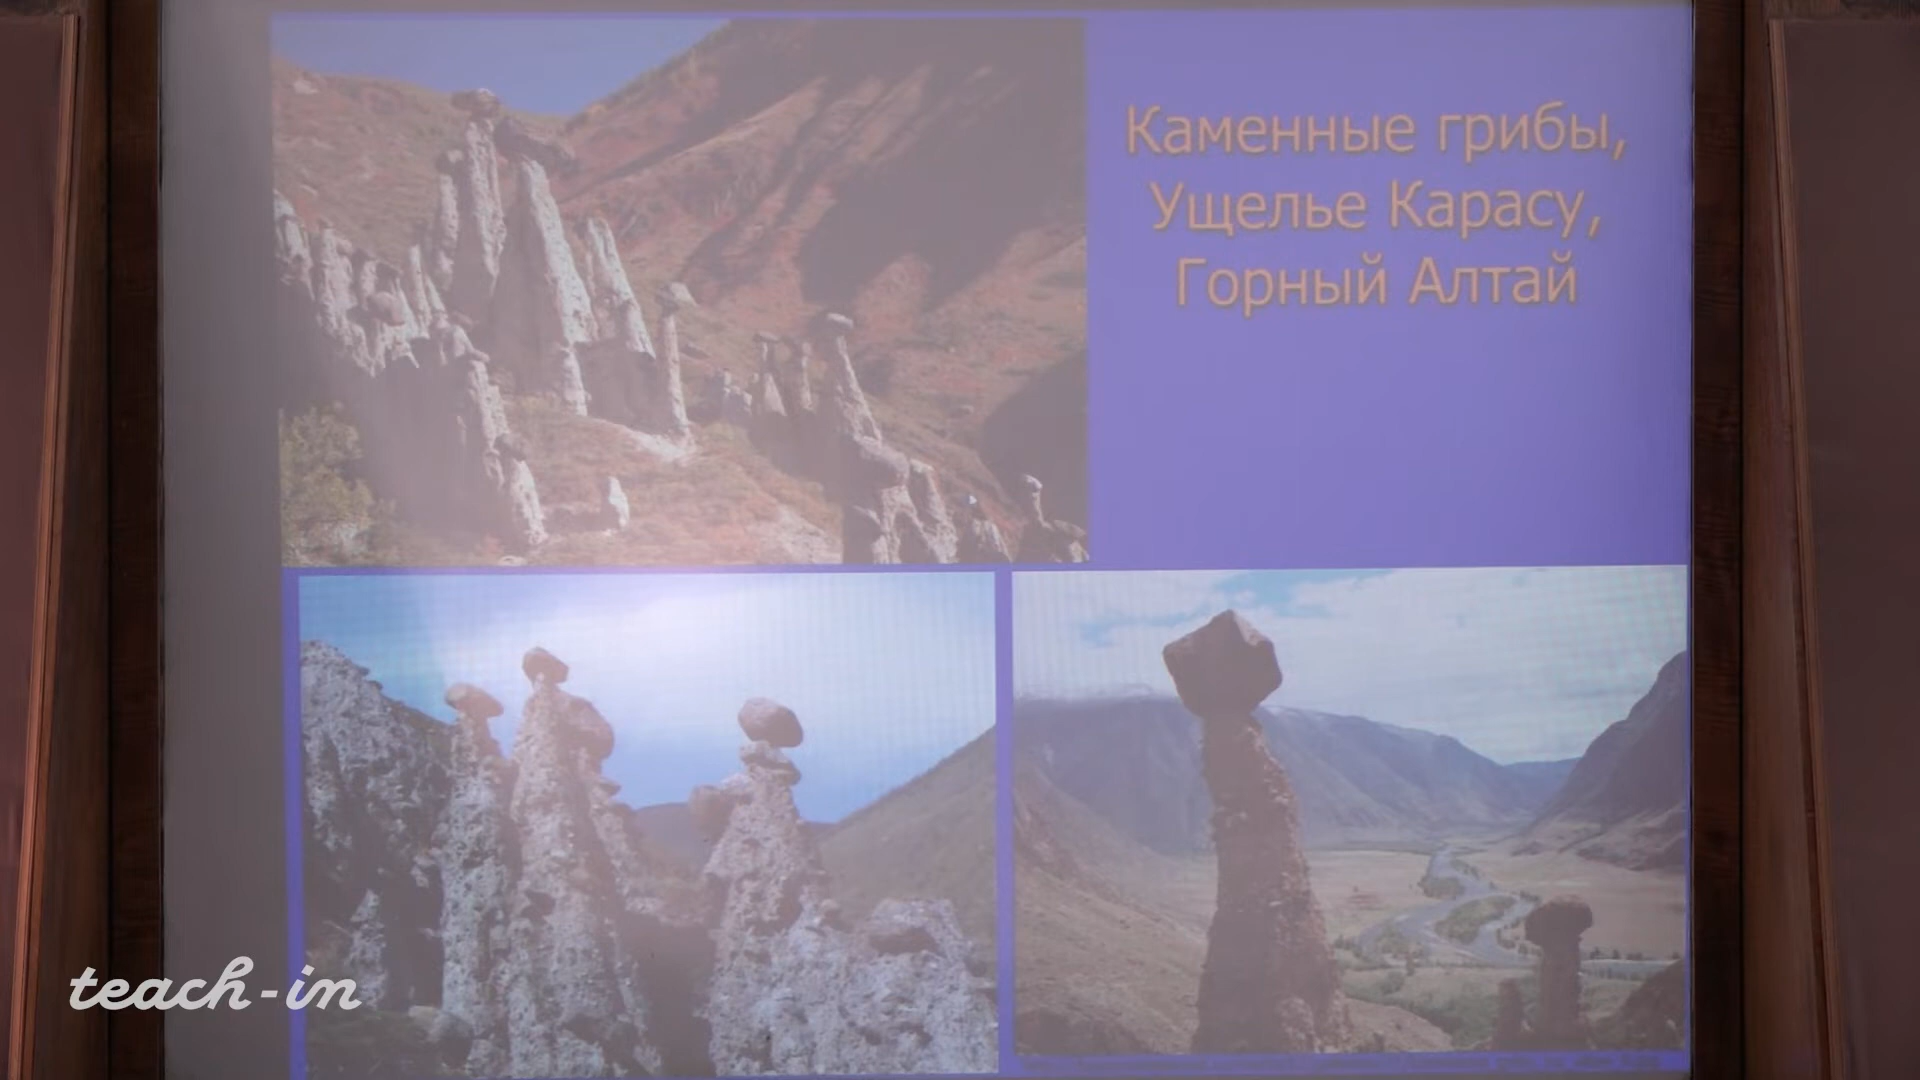 Каменные грибы,
Ущелье Карасу,
Горный Алтай
teach-in